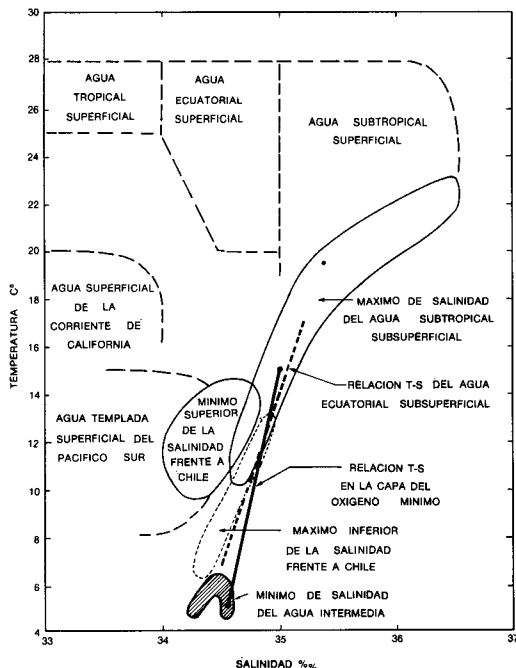 30
28
26
24
22
20
18
16
14
12
10
8
6
4
TEMPERATURA C°
AGUA
TROPICAL
SUPERFICIAL
AGUA
ECUATORIAL
SUPERFICIAL
AGUA SUBTROPICAL
SUPERFICIAL
AGUA SUPERFICIAL
DE LA
CORRIENTE DE
CALIFORNIA
MAXIMO DE SALINIDAD
DEL AGUA SUBTROPICAL
SUBSUPERFICIAL
RELACION T-S DEL AGUA
ECUATORIAL SUBSUPERFICIAL
AGUA TEMPLADA
SUPERFICIAL DEL
PACIFICO SUR
MINIMO
SUPERIOR
DE LA
SALINIDAD
FRENTE A
CHILE
RELACION T-S
EN LA CAPA DEL
OXIGENO MINIMO
MAXIMO INFERIOR
DE LA SALINIDAD
FRENTE A CHILE
MINIMO DE SALINIDAD
DEL AGUA INTERMEDIA
33 34 35 36 37
SALINIDAD %%